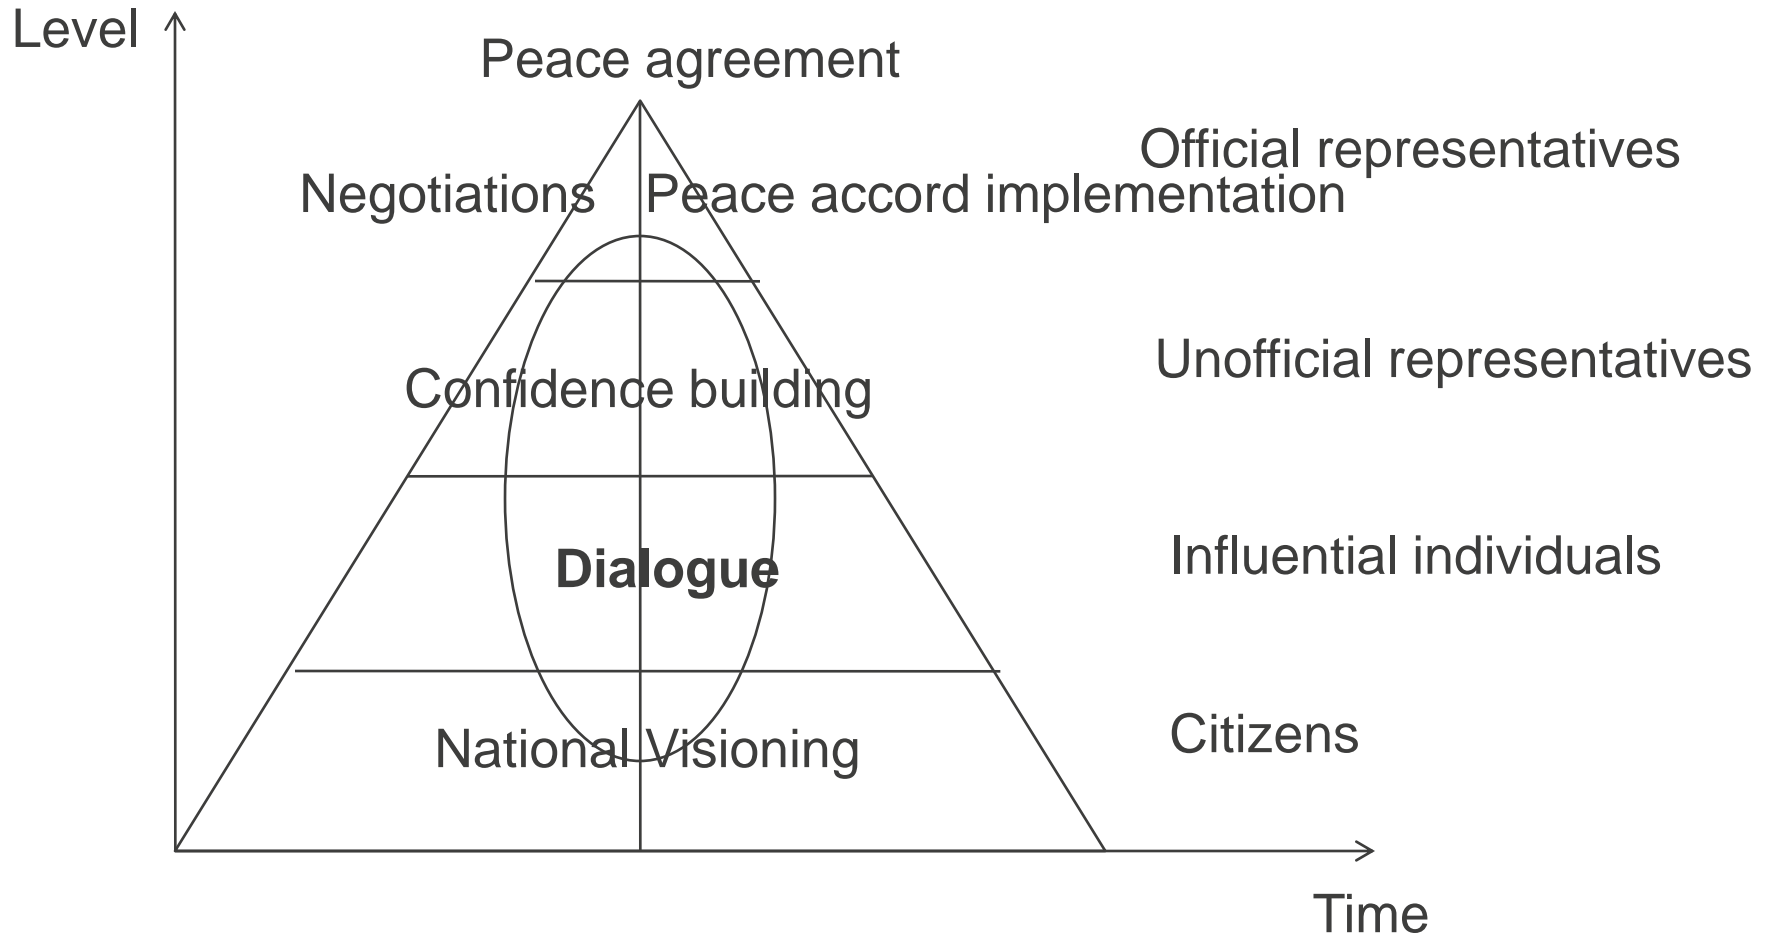 Level
Peace agreement
Official representatives
Negotiations
Peace accord implementation
Unofficial representatives
Confidence building
Influential individuals
Dialogue
Citizens
National Visioning
Time